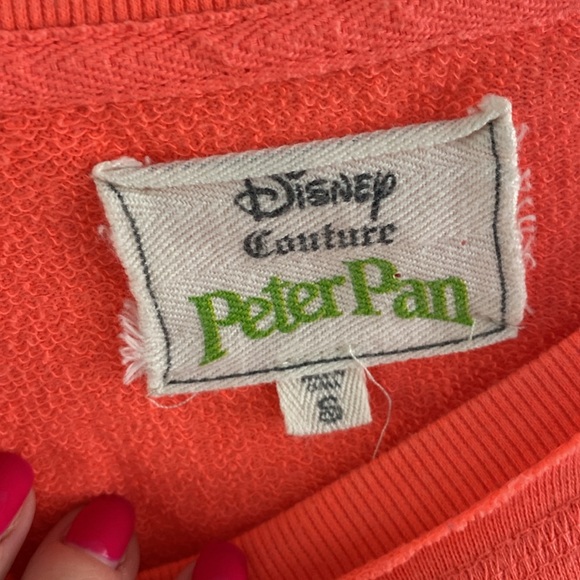 Disney
Couture
Peter Pan
S